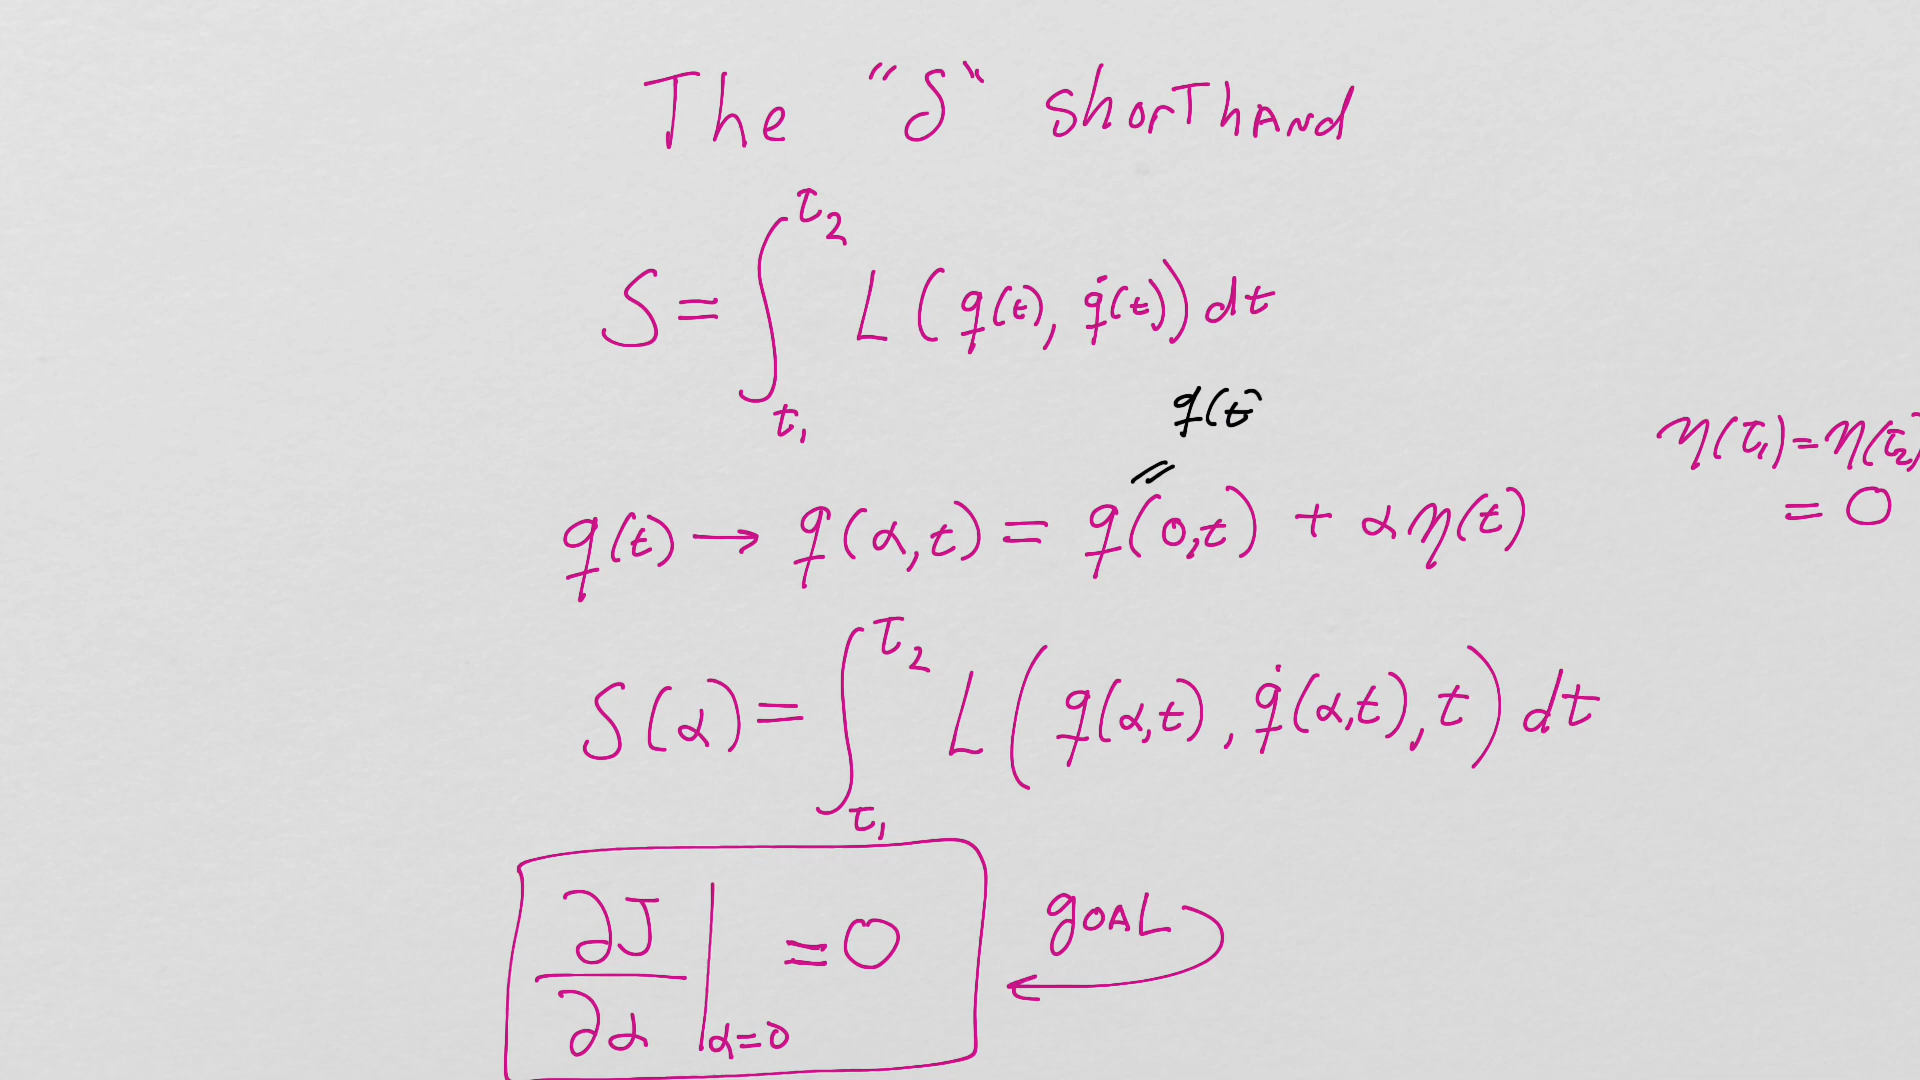 The "δ" shorthand
S = ∫_{t₁}^{t₂} L(q(t), q̇(t)) dt
q(t)
η(t₁) = η(t₂)
= 0
q(t) → q(α,t) = q(0,t) + αη(t)
S(α) = ∫_{t₁}^{t₂} L(q(α,t), q̇(α,t), t) dt
∂J/∂α |_{α=0} = 0
goal